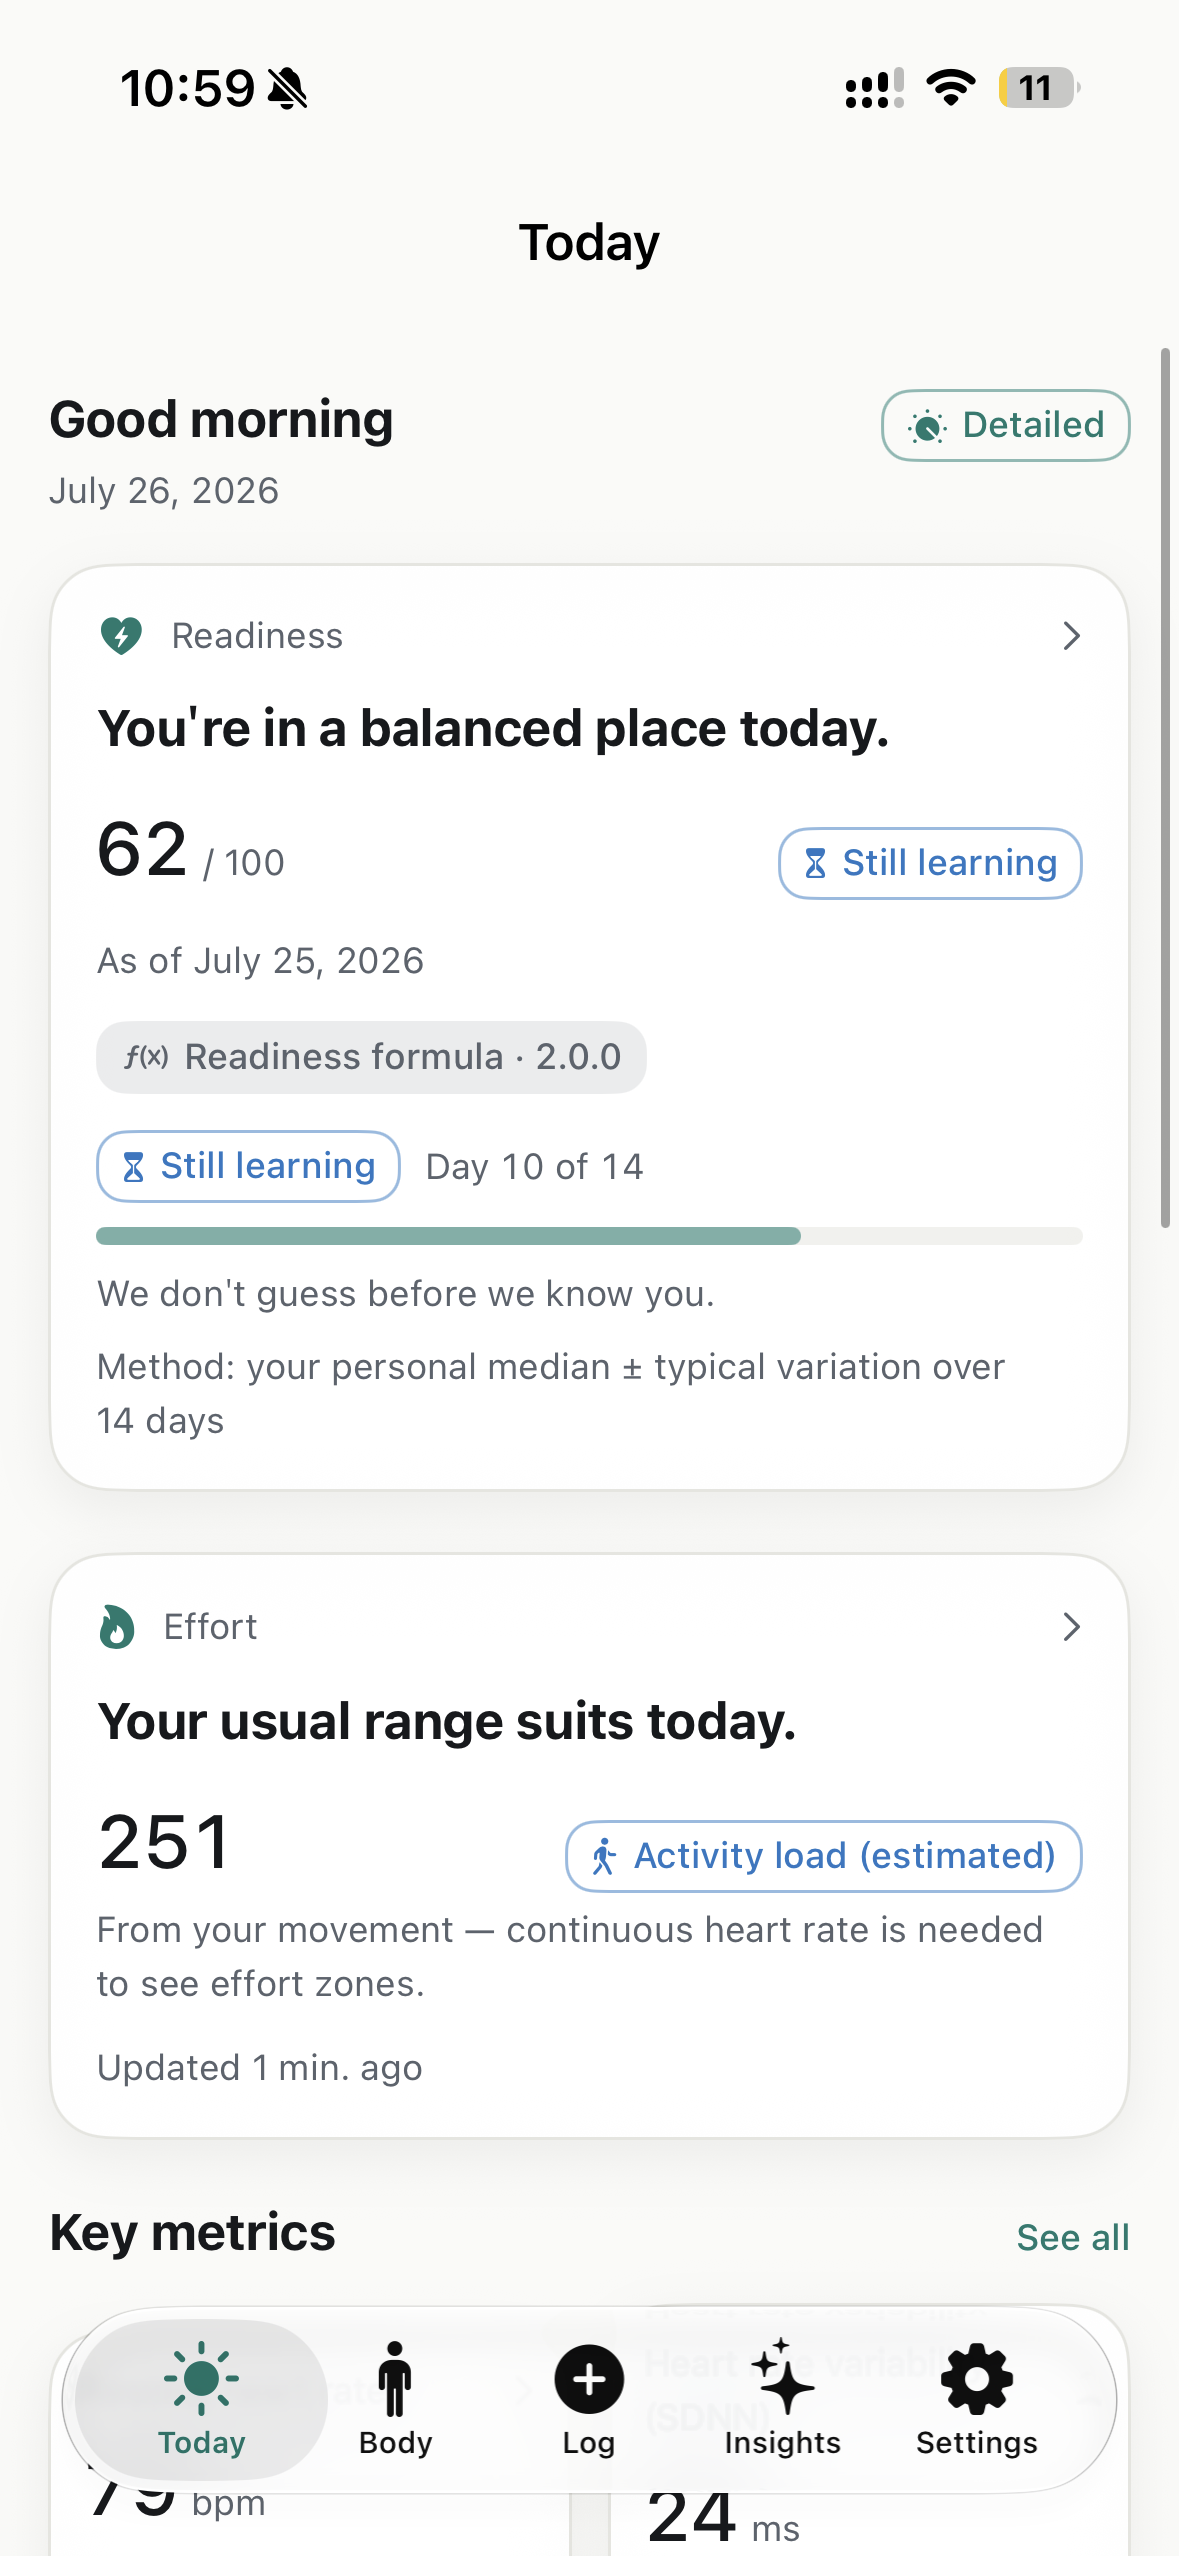 10:59
11
Today
Good morning
Detailed
July 26, 2026
Readiness
You're in a balanced place today.
62 / 100
Still learning
As of July 25, 2026
f(x) Readiness formula · 2.0.0
Still learning
Day 10 of 14
We don't guess before we know you.
Method: your personal median ± typical variation over
14 days
Effort
Your usual range suits today.
251
Activity load (estimated)
From your movement — continuous heart rate is needed
to see effort zones.
Updated 1 min. ago
Key metrics
See all
Heart
(SDNN)
Today
Body
Log
Insights
Settings
79 bpm
24 ms